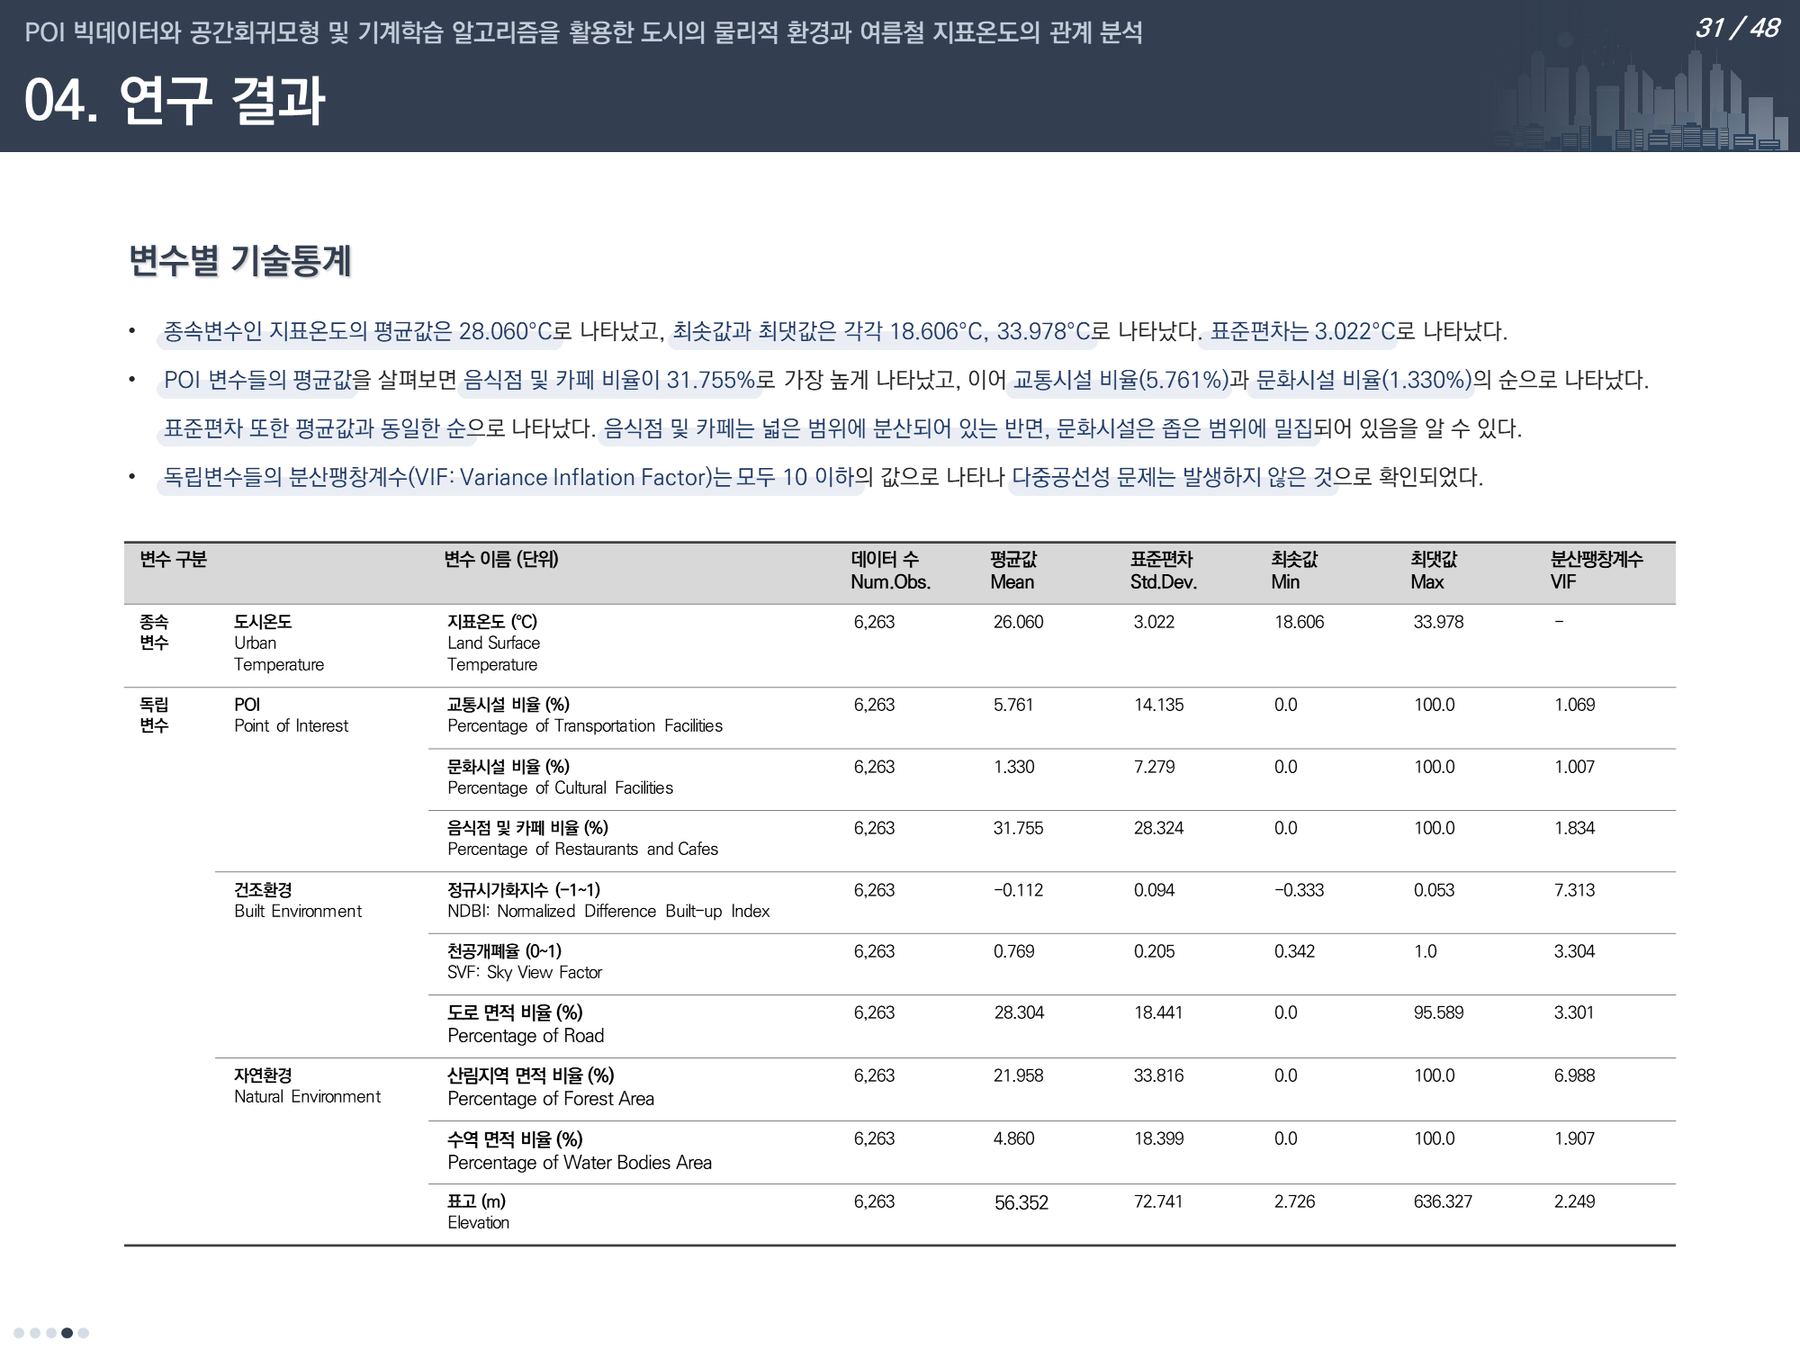 POI 빅데이터와 공간회귀모형 및 기계학습 알고리즘을 활용한 도시의 물리적 환경과 여름철 지표온도의 관계 분석
31 / 48
04. 연구 결과
변수별 기술통계
• 종속변수인 지표온도의 평균값은 28.060°C로 나타났고, 최솟값과 최댓값은 각각 18.606°C, 33.978°C로 나타났다. 표준편차는 3.022°C로 나타났다.
• POI 변수들의 평균값을 살펴보면 음식점 및 카페 비율이 31.755%로 가장 높게 나타났고, 이어 교통시설 비율(5.761%)과 문화시설 비율(1.330%)의 순으로 나타났다.
표준편차 또한 평균값과 동일한 순으로 나타났다. 음식점 및 카페는 넓은 범위에 분산되어 있는 반면, 문화시설은 좁은 범위에 밀집되어 있음을 알 수 있다.
• 독립변수들의 분산팽창계수(VIF: Variance Inflation Factor)는 모두 10 이하의 값으로 나타나 다중공선성 문제는 발생하지 않은 것으로 확인되었다.
변수 구분 변수 이름 (단위) 데이터 수 평균값 표준편차 최솟값 최댓값 분산팽창계수
Num.Obs. Mean Std.Dev. Min Max VIF
종속 도시온도 지표온도 (℃) 6,263 26.060 3.022 18.606 33.978 -
변수 Urban Land Surface
Temperature Temperature
독립 POI 교통시설 비율 (%) 6,263 5.761 14.135 0.0 100.0 1.069
변수 Point of Interest Percentage of Transportation Facilities
문화시설 비율 (%) 6,263 1.330 7.279 0.0 100.0 1.007
Percentage of Cultural Facilities
음식점 및 카페 비율 (%) 6,263 31.755 28.324 0.0 100.0 1.834
Percentage of Restaurants and Cafes
건조환경 정규시가화지수 (-1~1) 6,263 -0.112 0.094 -0.333 0.053 7.313
Built Environment NDBI: Normalized Difference Built-up Index
천공개폐율 (0~1) 6,263 0.769 0.205 0.342 1.0 3.304
SVF: Sky View Factor
도로 면적 비율 (%) 6,263 28.304 18.441 0.0 95.589 3.301
Percentage of Road
자연환경 산림지역 면적 비율 (%) 6,263 21.958 33.816 0.0 100.0 6.988
Natural Environment Percentage of Forest Area
수역 면적 비율 (%) 6,263 4.860 18.399 0.0 100.0 1.907
Percentage of Water Bodies Area
표고 (m) 6,263 56.352 72.741 2.726 636.327 2.249
Elevation